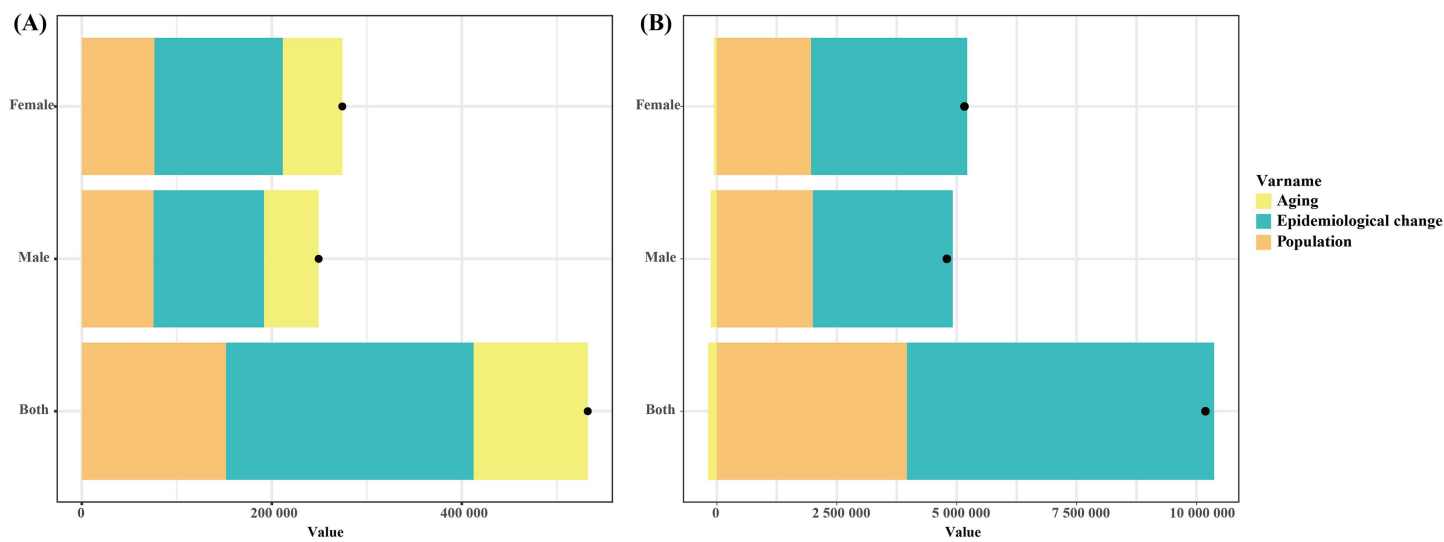 (A)
Female
Male
Both
0 200 000 400 000
Value
(B)
Female
Male
Both
0 2 500 000 5 000 000 7 500 000 10 000 000
Value
Varname
Aging
Epidemiological change
Population